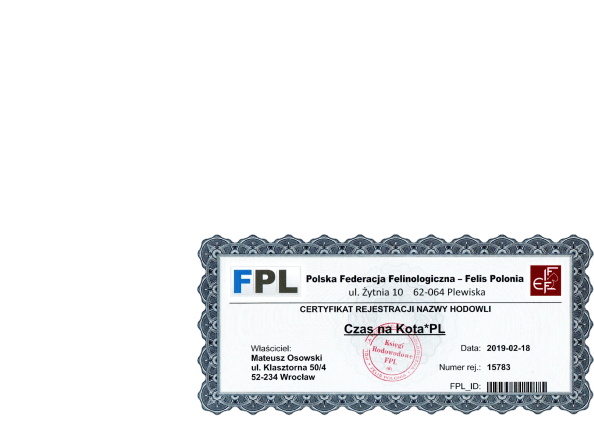 FPL Polska Federacja Felinologiczna – Felis Polonia
ul. Żytnia 10 62-064 Plewiska
CERTYFIKAT REJESTRACJI NAZWY HODOWLI
Czas na Kota*PL
Księgi
Rodowodowe
FPL
Właściciel:
Mateusz Osowski
ul. Klasztorna 50/4
52-234 Wrocław
Data: 2019-02-18
Numer rej.: 15783
FPL_ID: